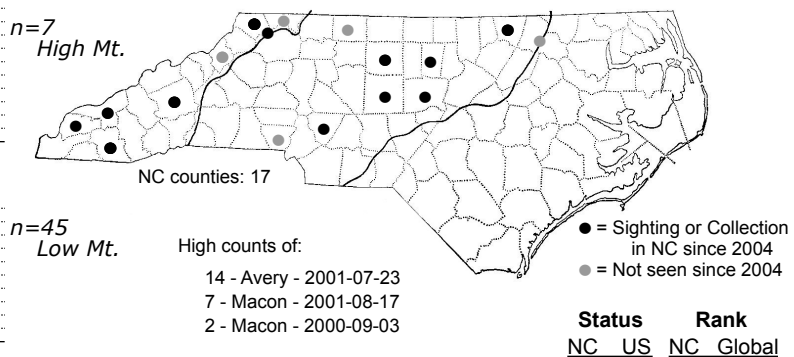 n=7
High Mt.
NC counties: 17
n=45
Low Mt.
High counts of:
14 - Avery - 2001-07-23
7 - Macon - 2001-08-17
2 - Macon - 2000-09-03
● = Sighting or Collection
in NC since 2004
● = Not seen since 2004
Status Rank
NC US NC Global